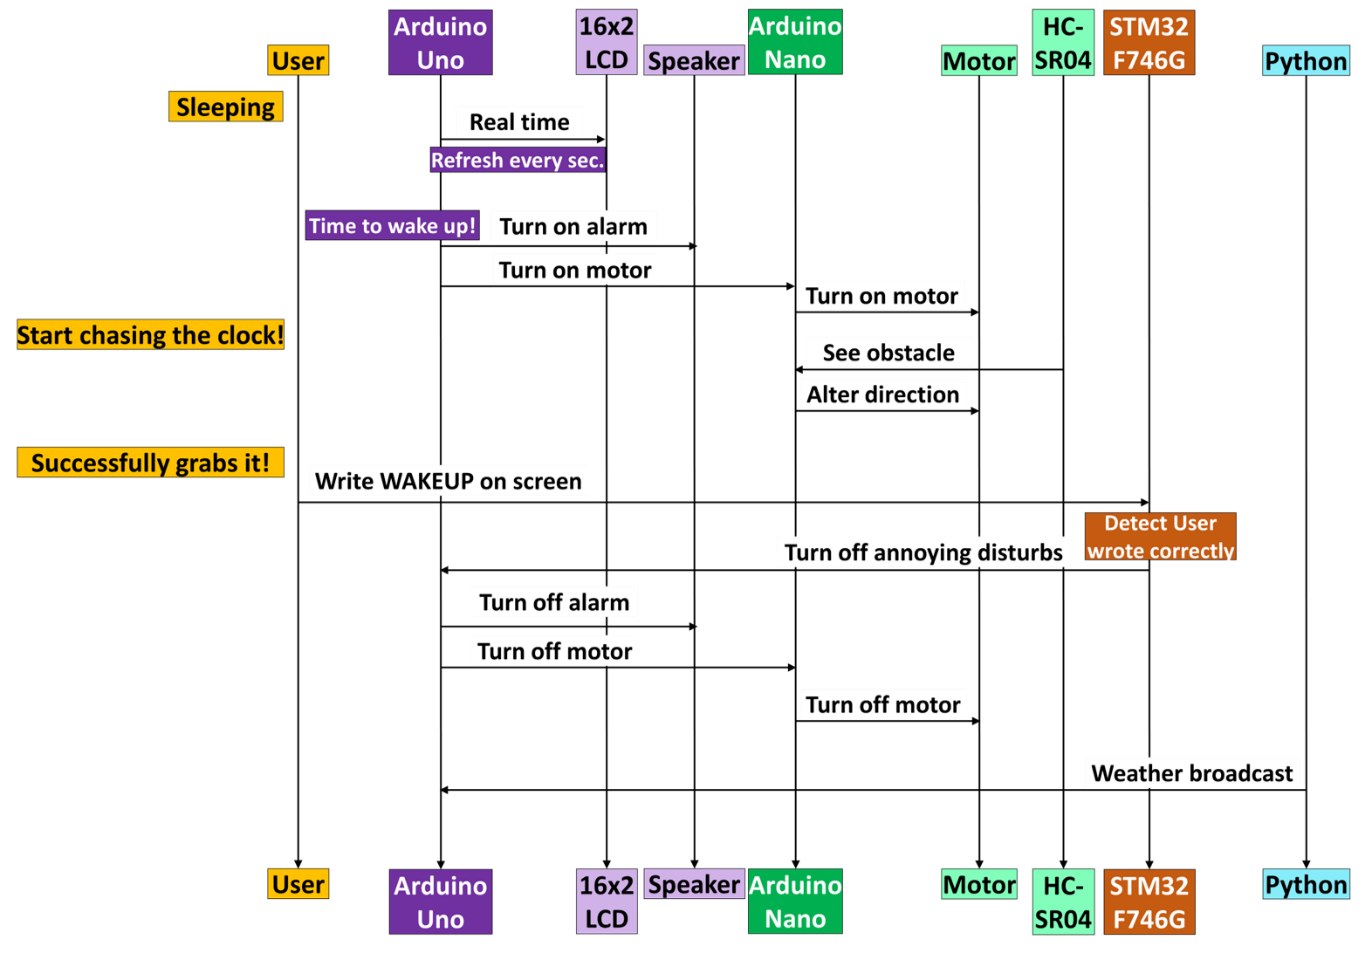 User
Arduino
Uno
16x2
LCD
Speaker
Arduino
Nano
Motor
HC-
SR04
STM32
F746G
Python
Sleeping
Real time
Refresh every sec.
Time to wake up!
Turn on alarm
Turn on motor
Turn on motor
Start chasing the clock!
See obstacle
Alter direction
Successfully grabs it!
Write WAKEUP on screen
Detect User
wrote correctly
Turn off annoying disturbs
Turn off alarm
Turn off motor
Turn off motor
Weather broadcast
User
Arduino
Uno
16x2
LCD
Speaker
Arduino
Nano
Motor
HC-
SR04
STM32
F746G
Python